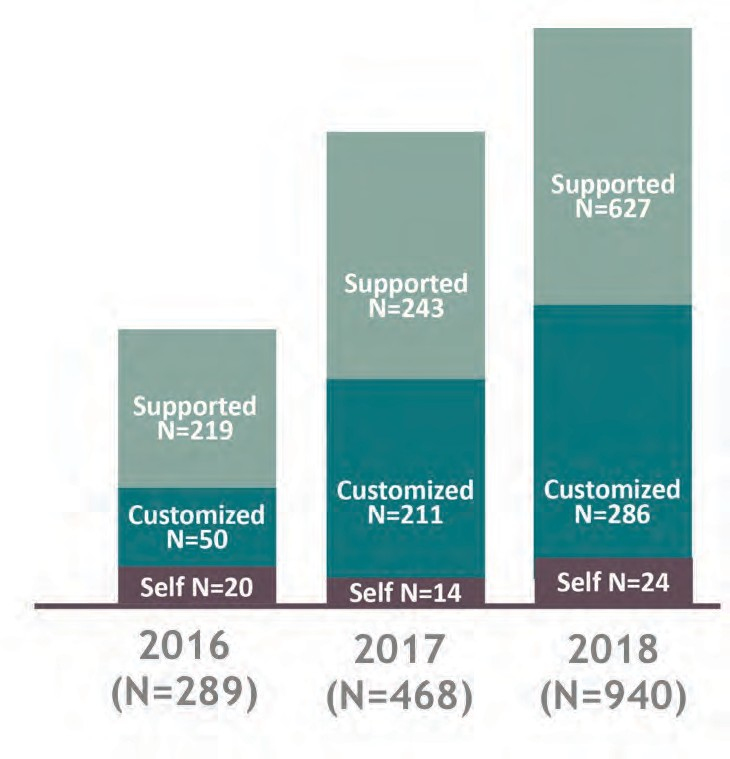 Supported
N=627
Supported
N=243
Supported
N=219
Customized
N=50
Customized
N=211
Customized
N=286
Self N=20
Self N=14
Self N=24
2016
(N=289)
2017
(N=468)
2018
(N=940)